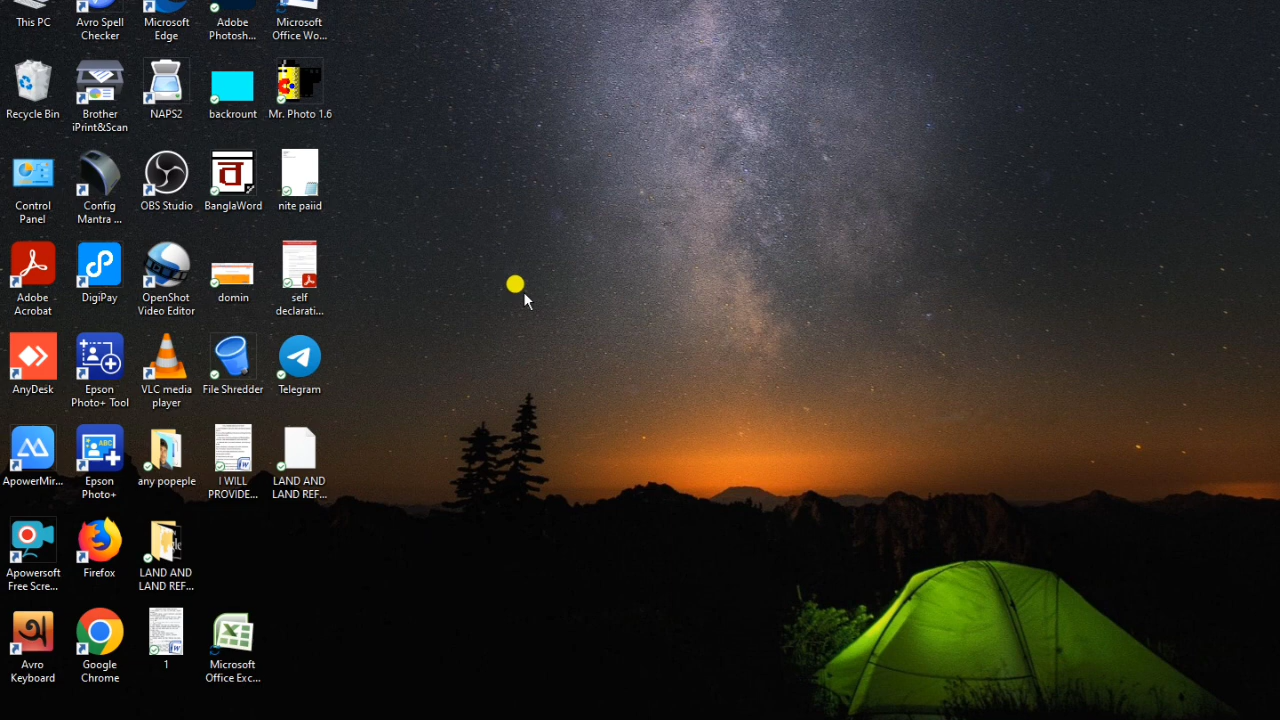 This PC
Avro Spell
Checker
Microsoft
Edge
Adobe
Photosh...
Microsoft
Office Wo...
Recycle Bin
Brother
iPrint&Scan
NAPS2
backrount
Mr. Photo 1.6
Control
Panel
Config
Mantra ...
OBS Studio
BanglaWord
nite paiid
Adobe
Acrobat
DigiPay
OpenShot
Video Editor
domin
self
declarati...
AnyDesk
Epson
Photo+ Tool
VLC media
player
File Shredder
Telegram
ApowerMir...
Epson
Photo+
any popeple
I WILL
PROVIDE...
LAND AND
LAND REF...
Apowersoft
Free Scre...
Firefox
LAND AND
LAND REF...
Avro
Keyboard
Google
Chrome
1
Microsoft
Office Exc...